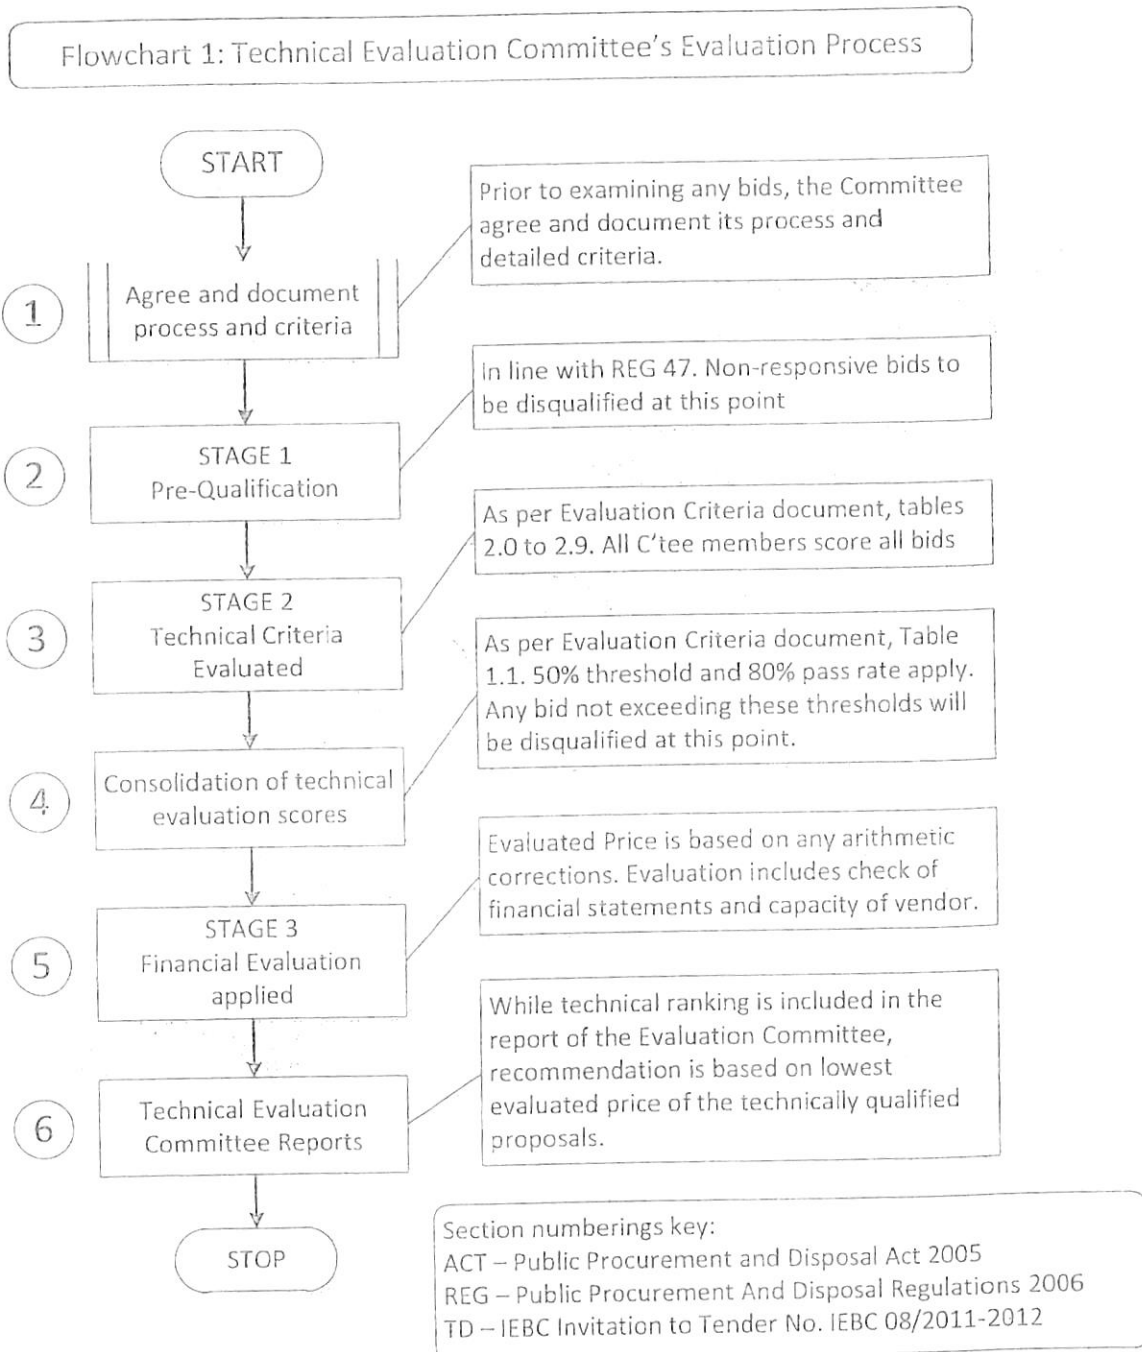 Flowchart 1: Technical Evaluation Committee's Evaluation Process
START
Prior to examining any bids, the Committee
agree and document its process and
detailed criteria.
1
Agree and document
process and criteria
In line with REG 47. Non-responsive bids to
be disqualified at this point
2
STAGE 1
Pre-Qualification
As per Evaluation Criteria document, tables
2.0 to 2.9. All C'tee members score all bids
3
STAGE 2
Technical Criteria
Evaluated
As per Evaluation Criteria document, Table
1.1. 50% threshold and 80% pass rate apply.
Any bid not exceeding these thresholds will
be disqualified at this point.
4
Consolidation of technical
evaluation scores
Evaluated Price is based on any arithmetic
corrections. Evaluation includes check of
financial statements and capacity of vendor.
5
STAGE 3
Financial Evaluation
applied
While technical ranking is included in the
report of the Evaluation Committee,
recommendation is based on lowest
evaluated price of the technically qualified
proposals.
6
Technical Evaluation
Committee Reports
STOP
Section numberings key:
ACT – Public Procurement and Disposal Act 2005
REG – Public Procurement And Disposal Regulations 2006
TD – IEBC Invitation to Tender No. IEBC 08/2011-2012